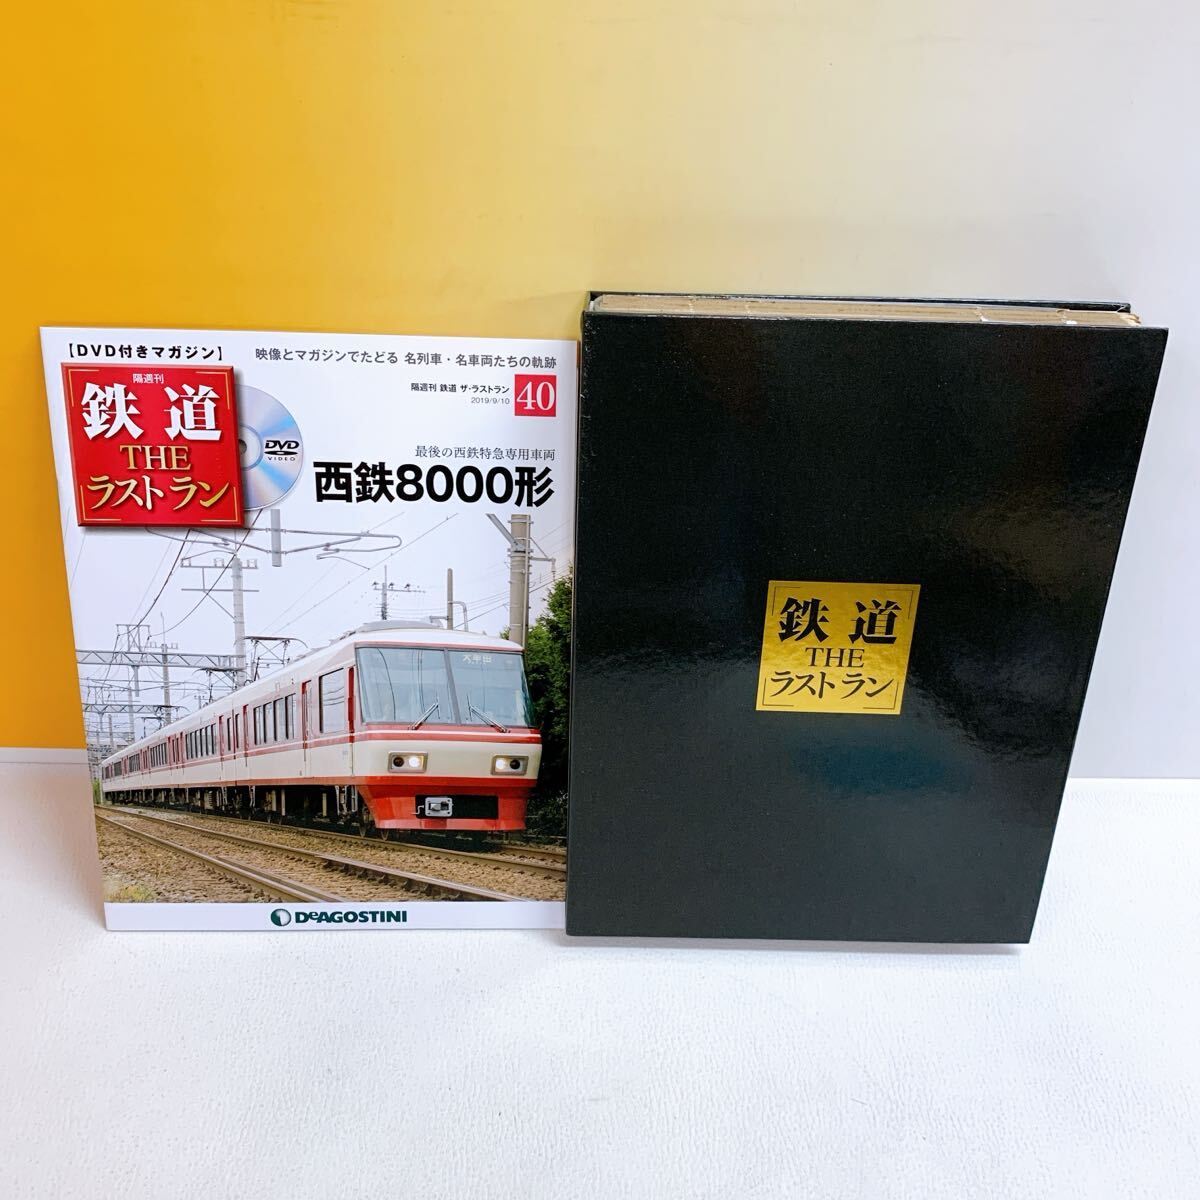 【DVD付きマガジン】
映像とマガジンでたどる 名列車・名車両たちの軌跡
隔週刊
鉄道
THE
ラストラン
DVD
VIDEO
隔週刊 鉄道 ザ・ラストラン
2019/9/10
40
最後の西鉄特急専用車両
西鉄8000形
大牟田
DeAGOSTINI
鉄道
THE
ラストラン